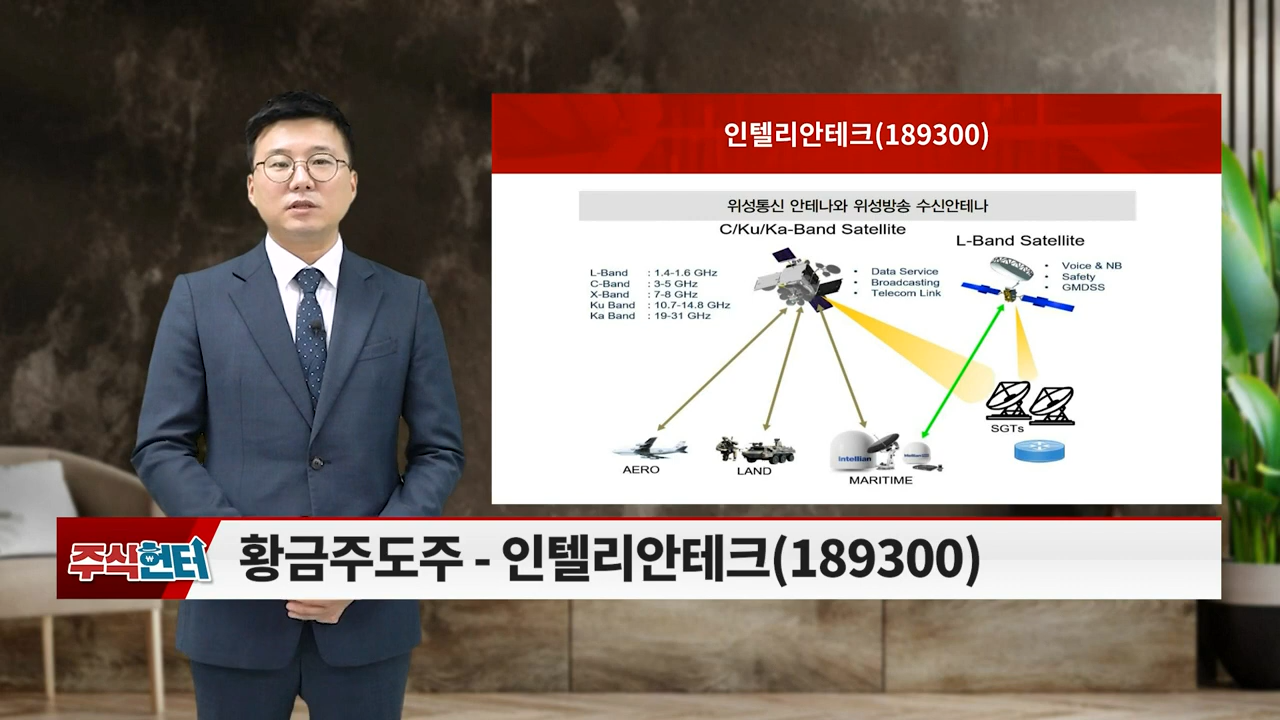 인텔리안테크(189300)
위성통신 안테나와 위성방송 수신안테나
C/Ku/Ka-Band Satellite
L-Band Satellite
L-Band : 1.4-1.6 GHz
C-Band : 3-5 GHz
X-Band : 7-8 GHz
Ku Band : 10.7-14.8 GHz
Ka Band : 19-31 GHz
• Data Service
• Broadcasting
• Telecom Link
• Voice & NB
• Safety
• GMDSS
SGTs
AERO
LAND
intellian
MARITIME
주식헌터
황금주도주 - 인텔리안테크(189300)